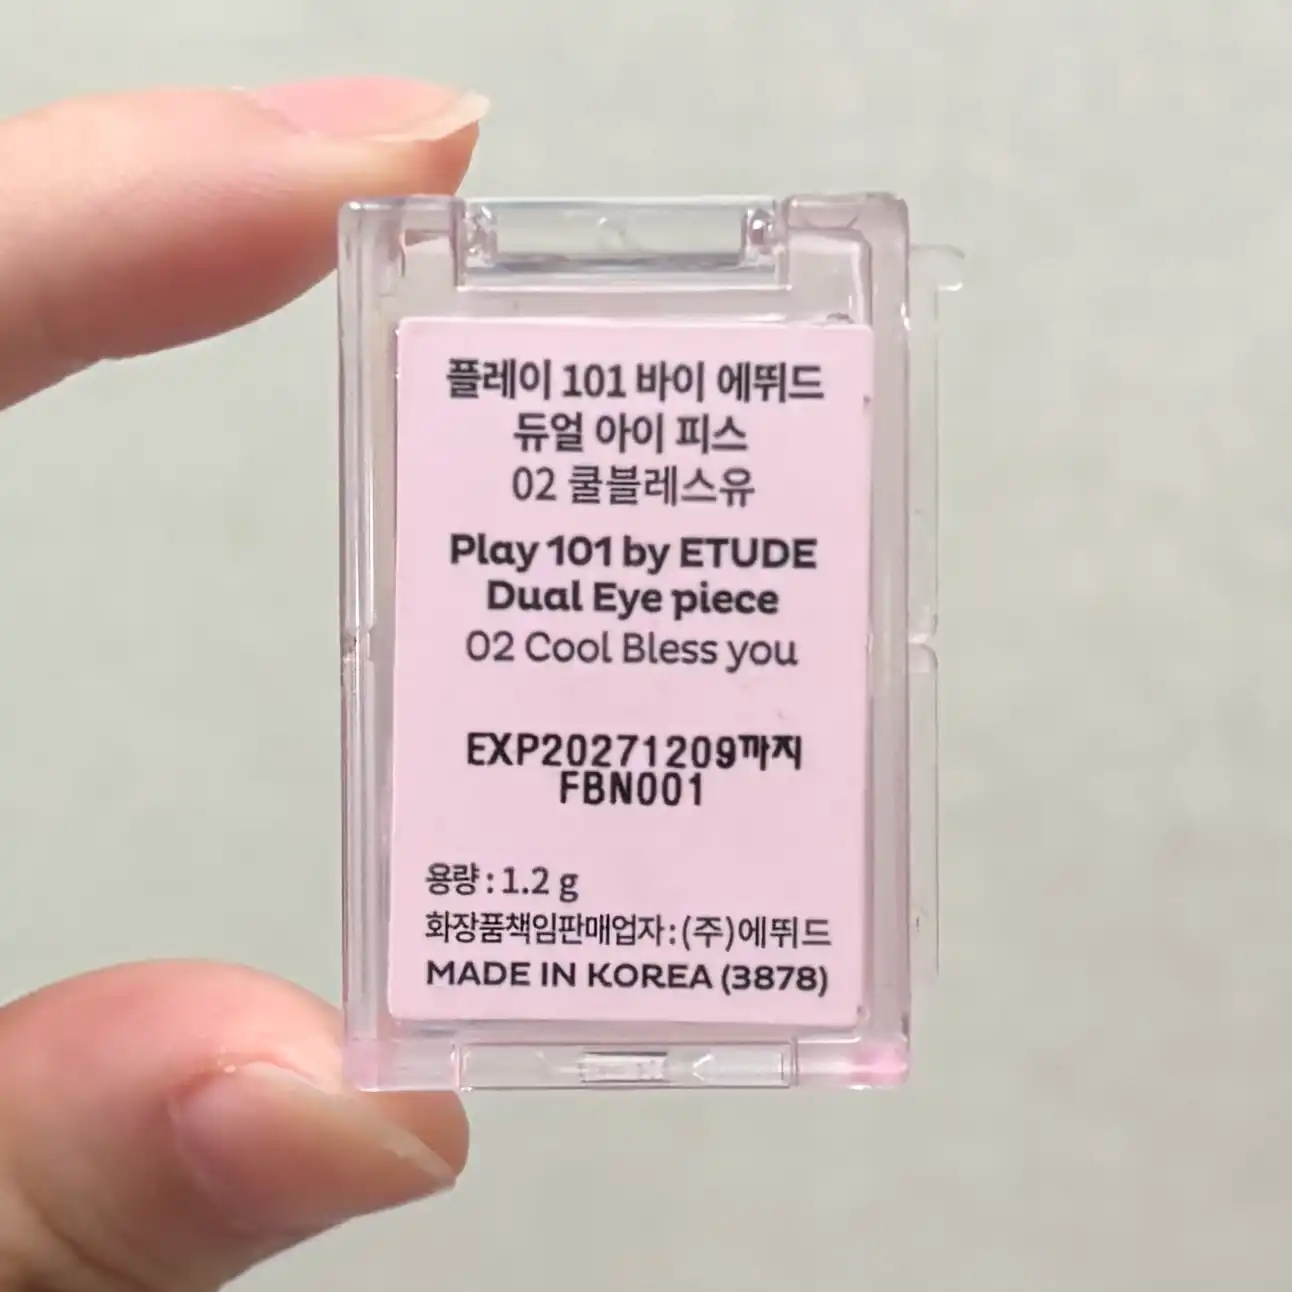 플레이 101 바이 에뛰드
듀얼 아이 피스
02 쿨블레스유
Play 101 by ETUDE
Dual Eye piece
02 Cool Bless you
EXP20271209까지
FBN001
용량 : 1.2 g
화장품책임판매업자 : (주)에뛰드
MADE IN KOREA (3878)